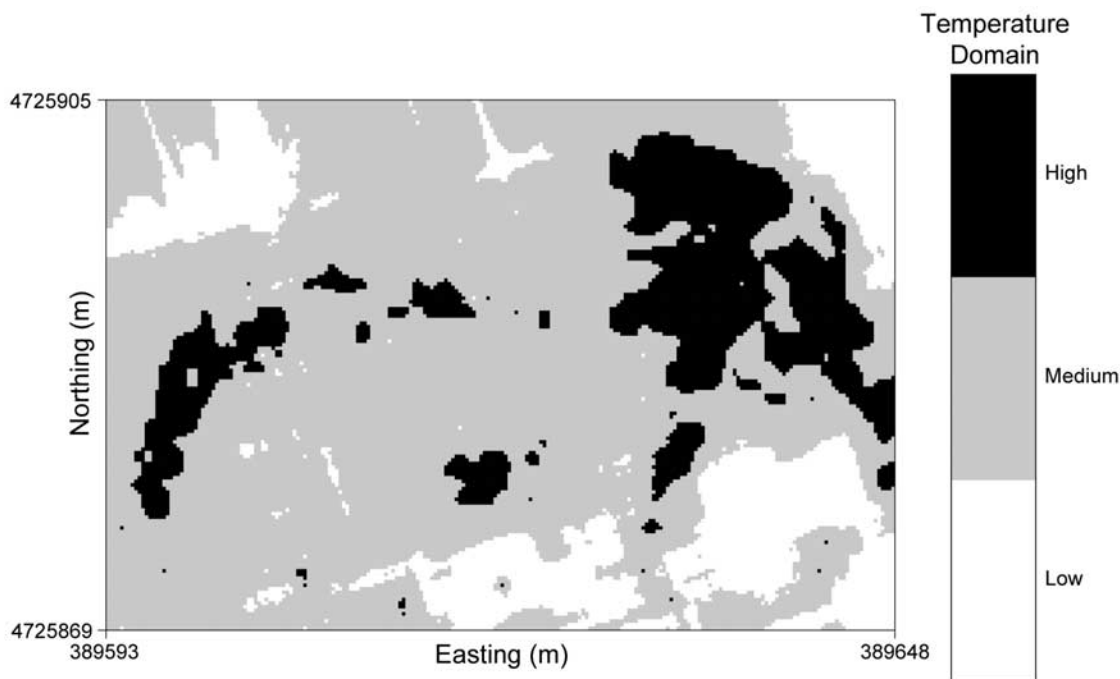 Temperature
Domain
4725905
High
Northing (m)
Medium
Low
4725869
389593
Easting (m)
389648